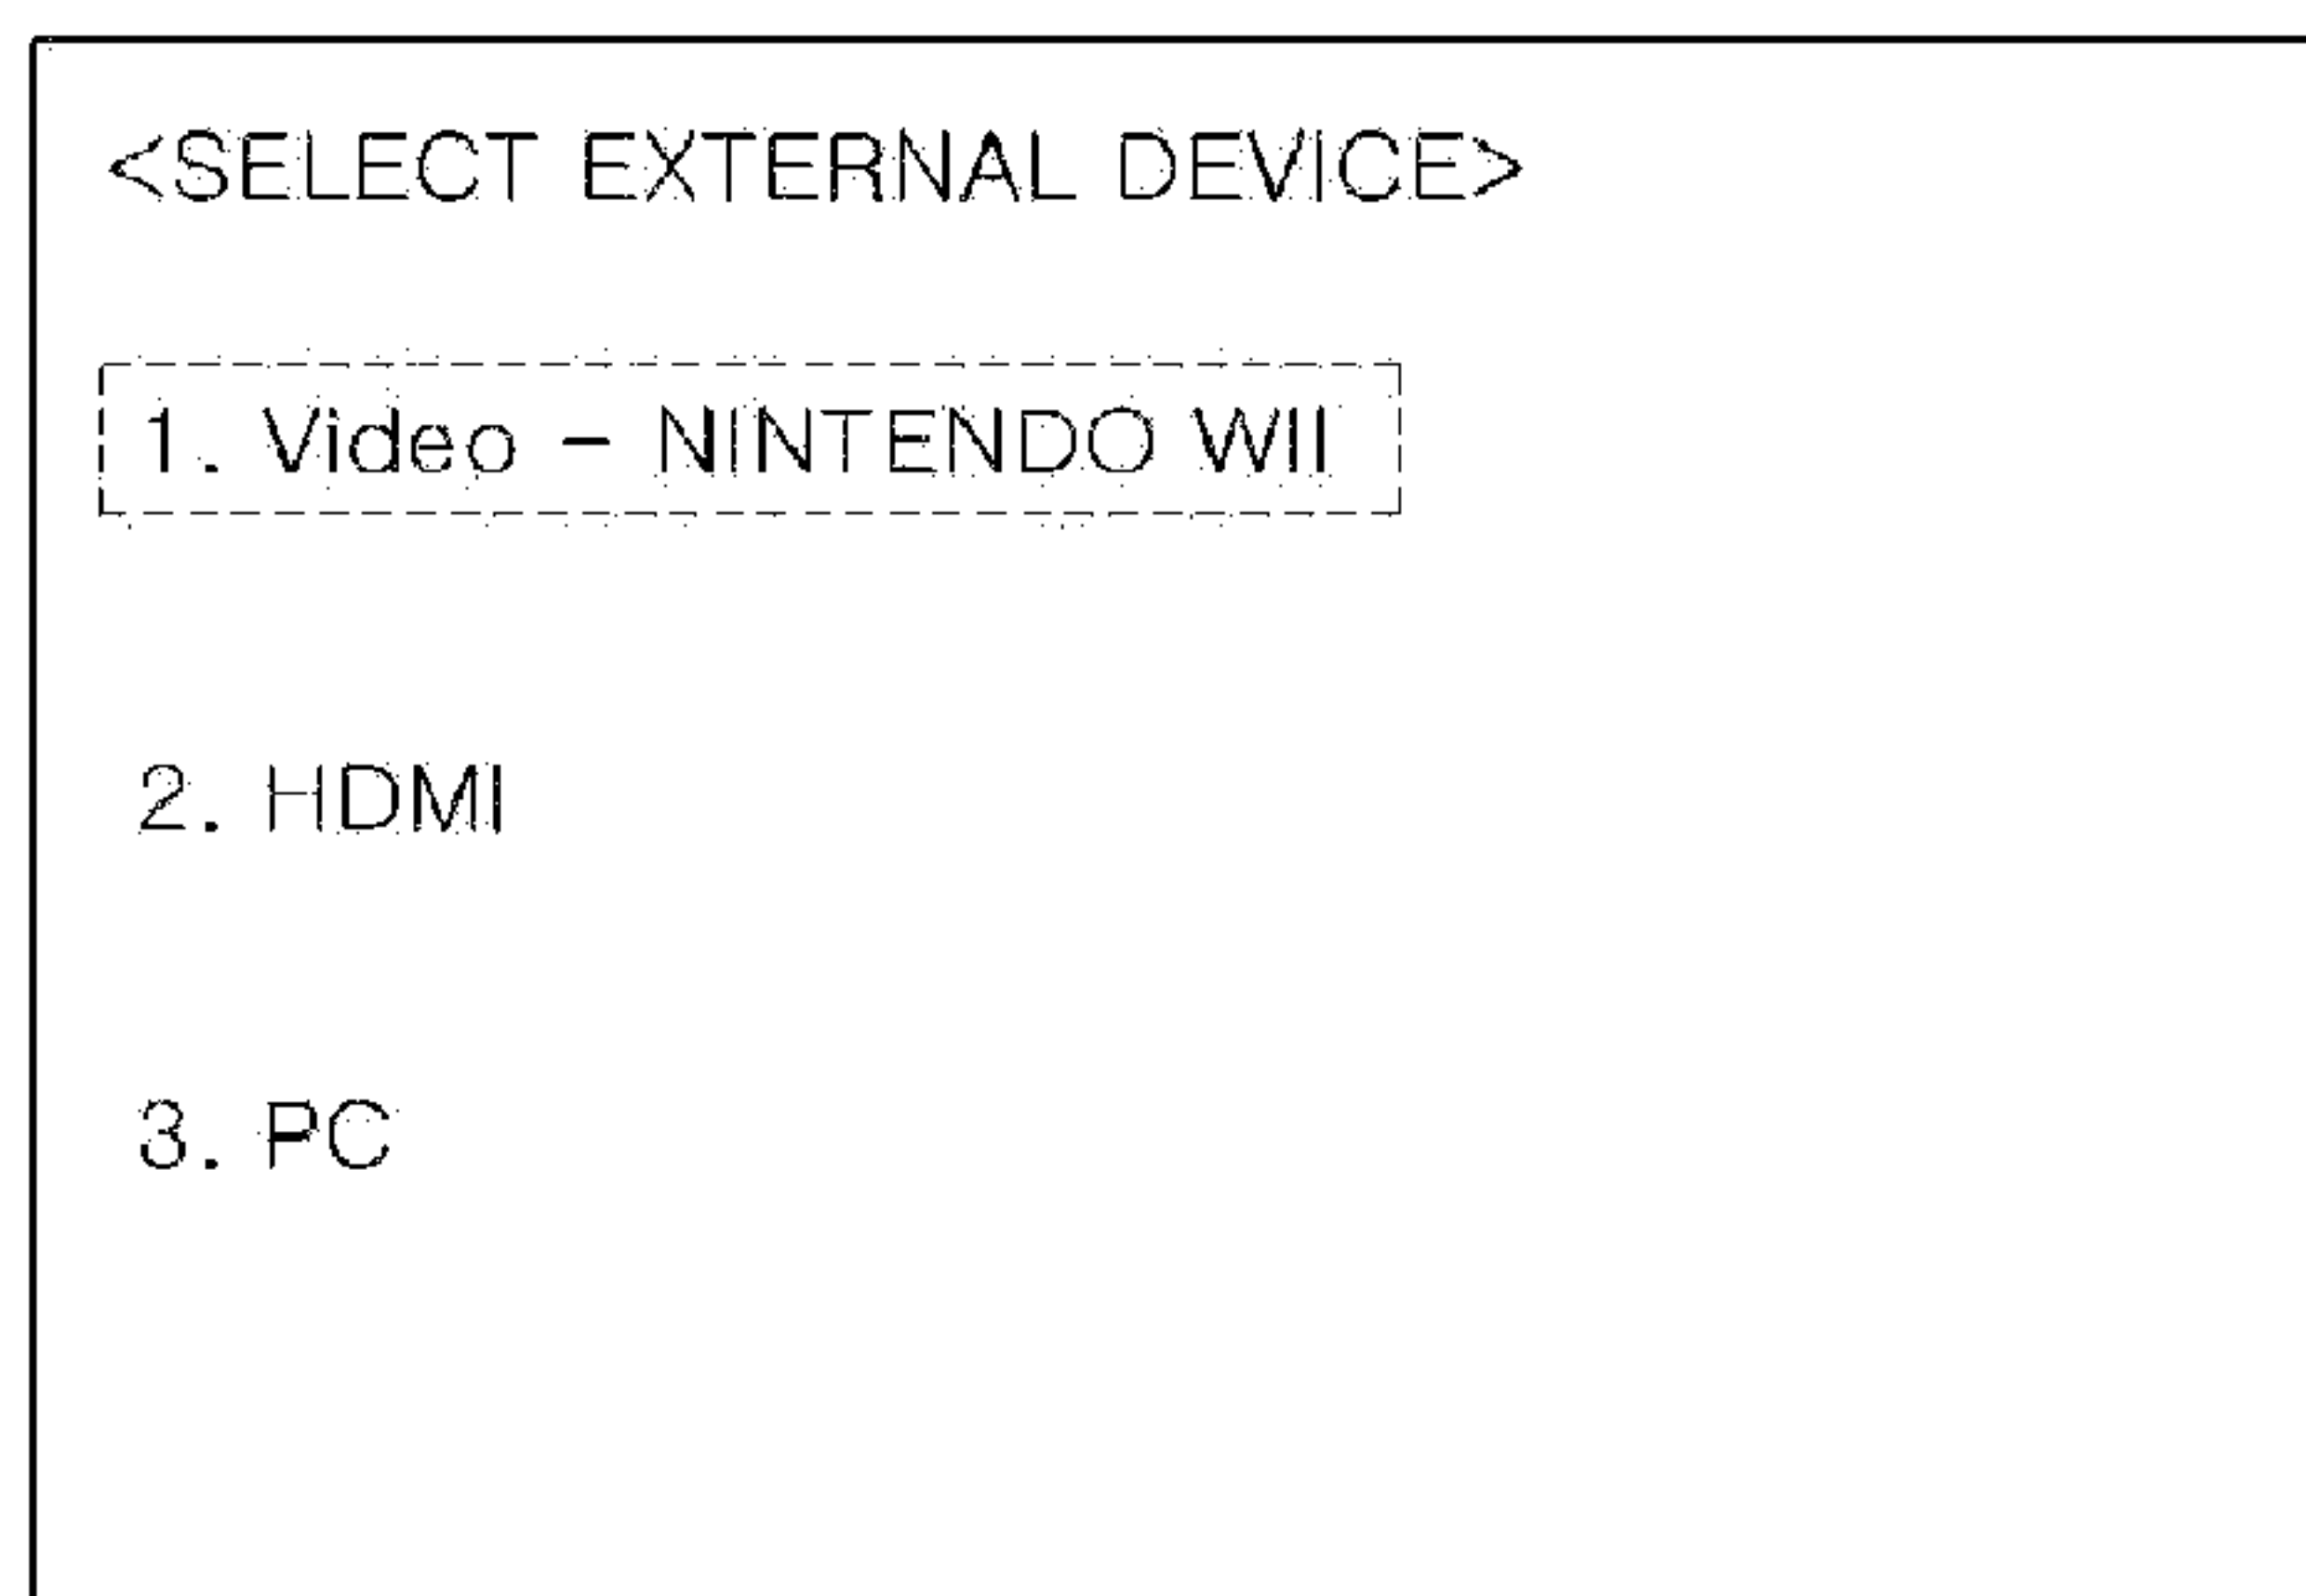 <SELECT EXTERNAL DEVICE>
1. Video - NINTENDO WII
2. HDMI
3. PC